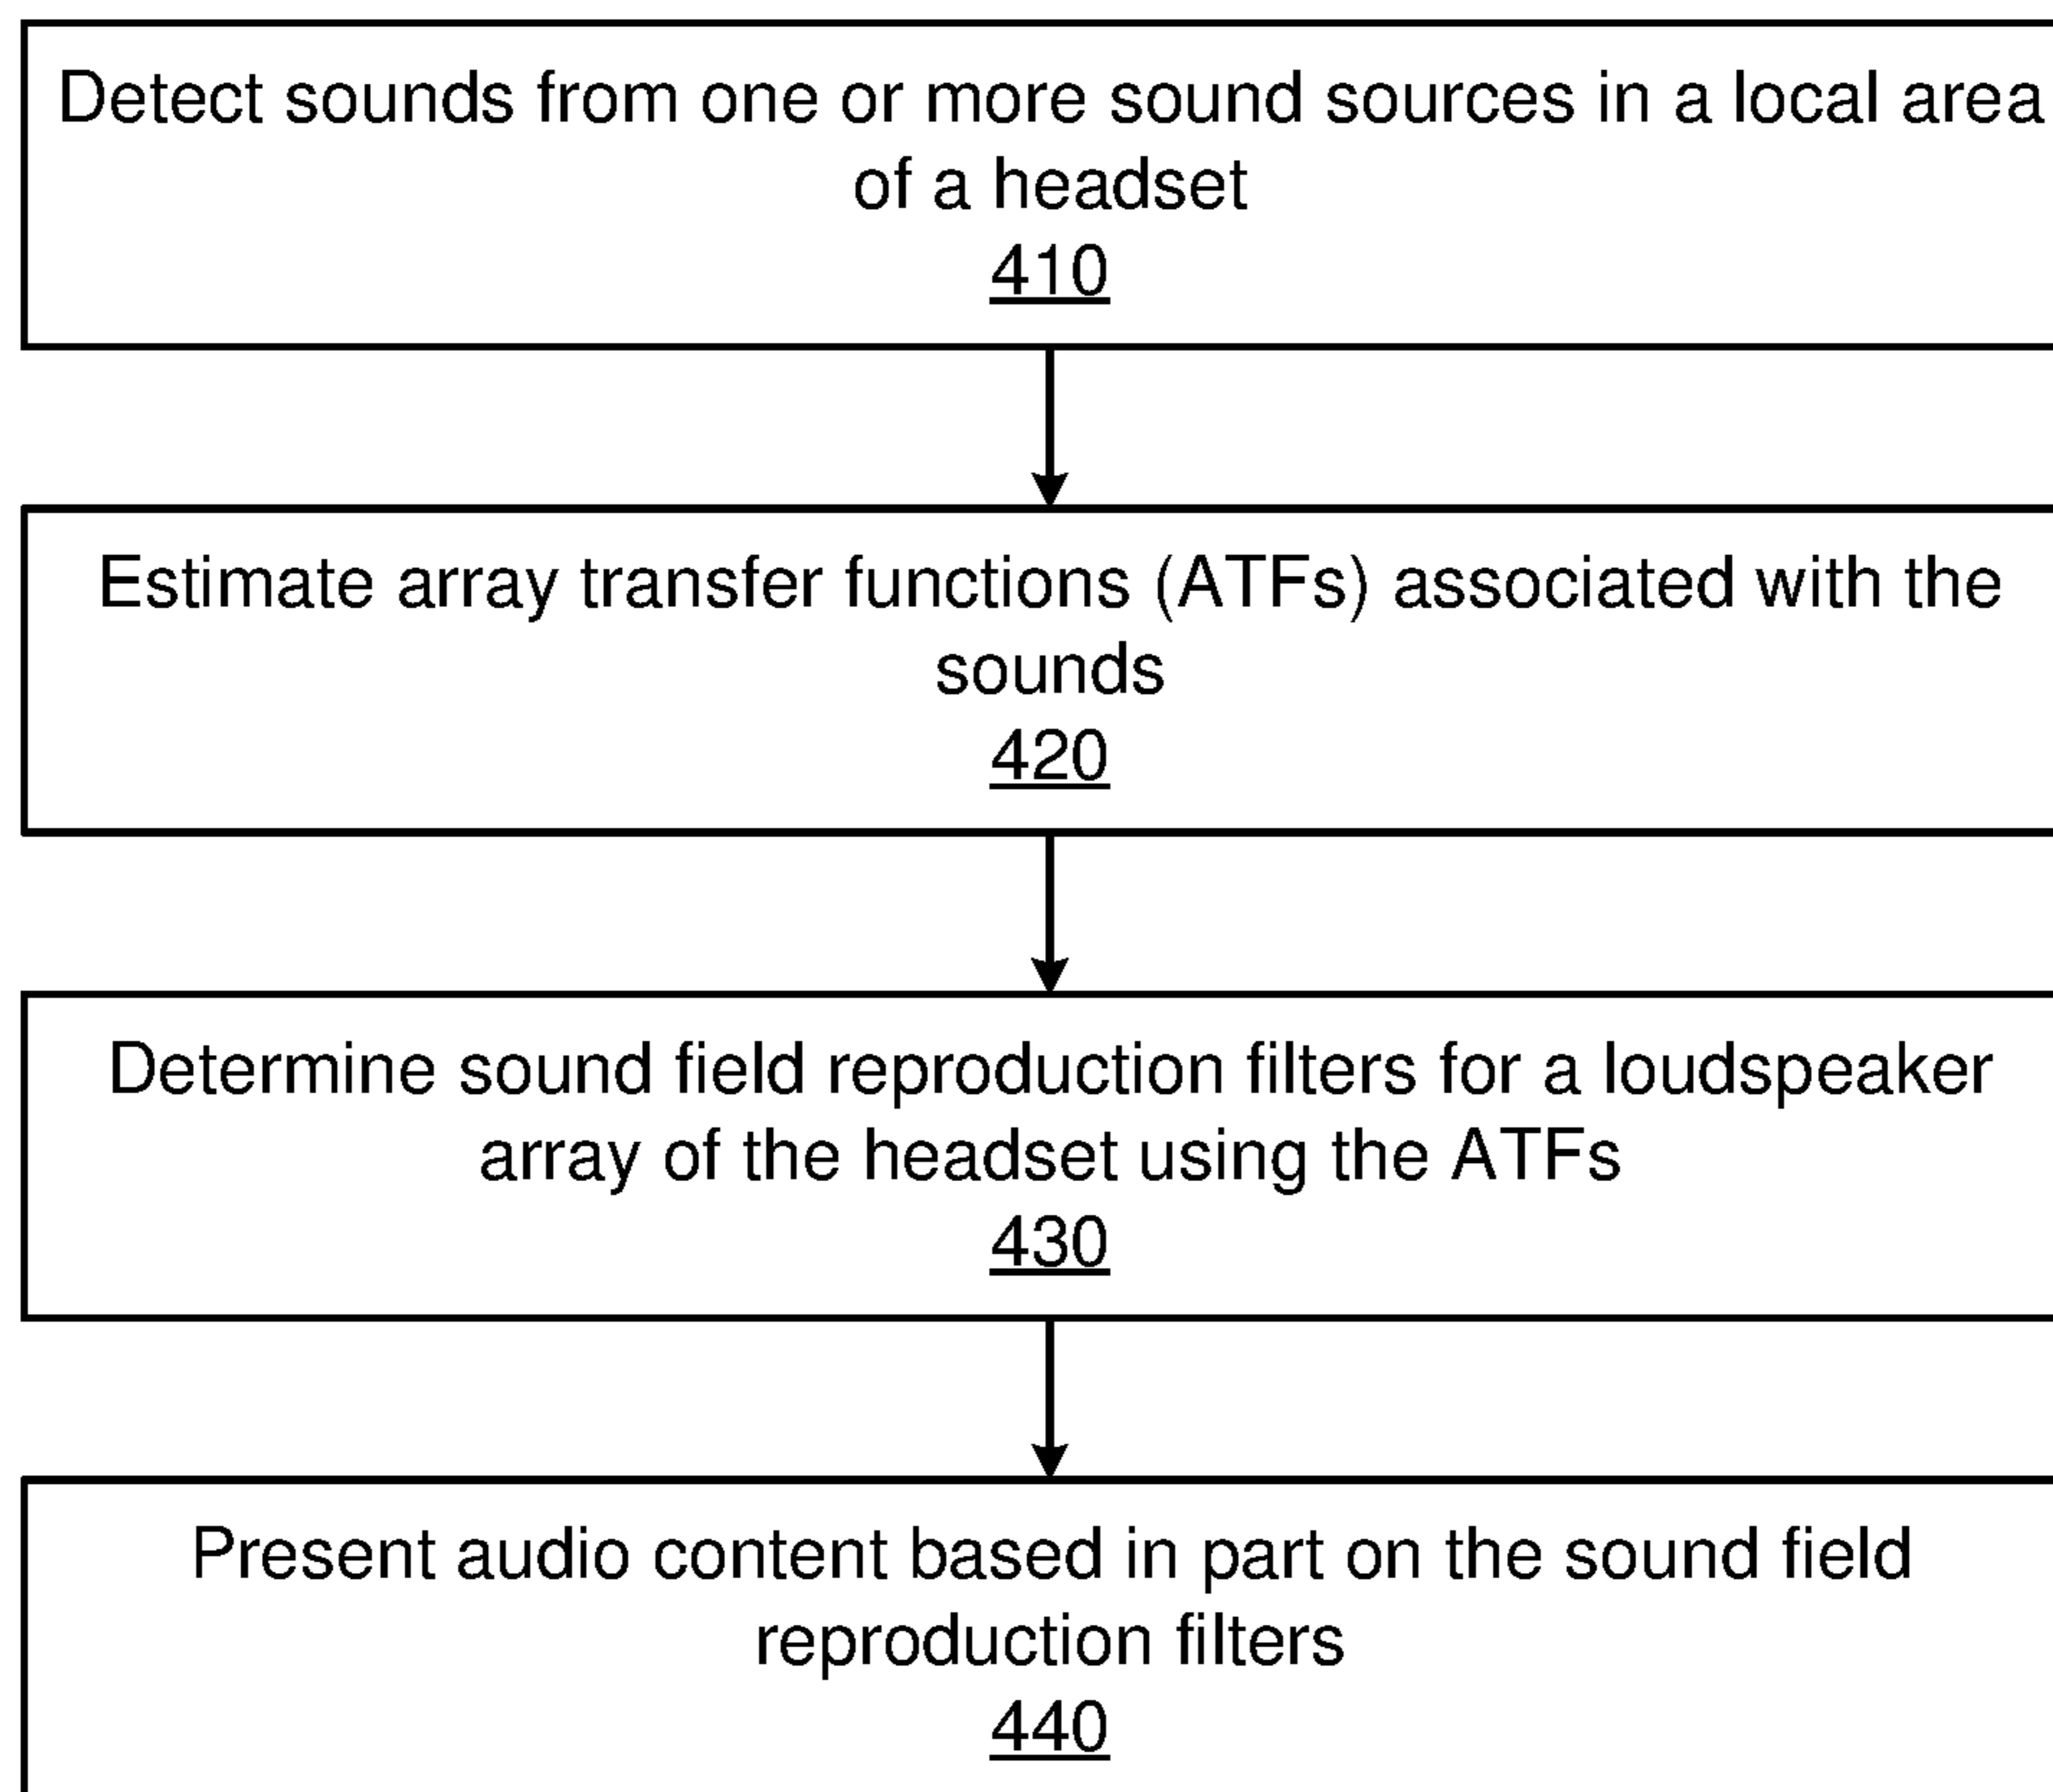 Detect sounds from one or more sound sources in a local area
of a headset
410
Estimate array transfer functions (ATFs) associated with the
sounds
420
Determine sound field reproduction filters for a loudspeaker
array of the headset using the ATFs
430
Present audio content based in part on the sound field
reproduction filters
440